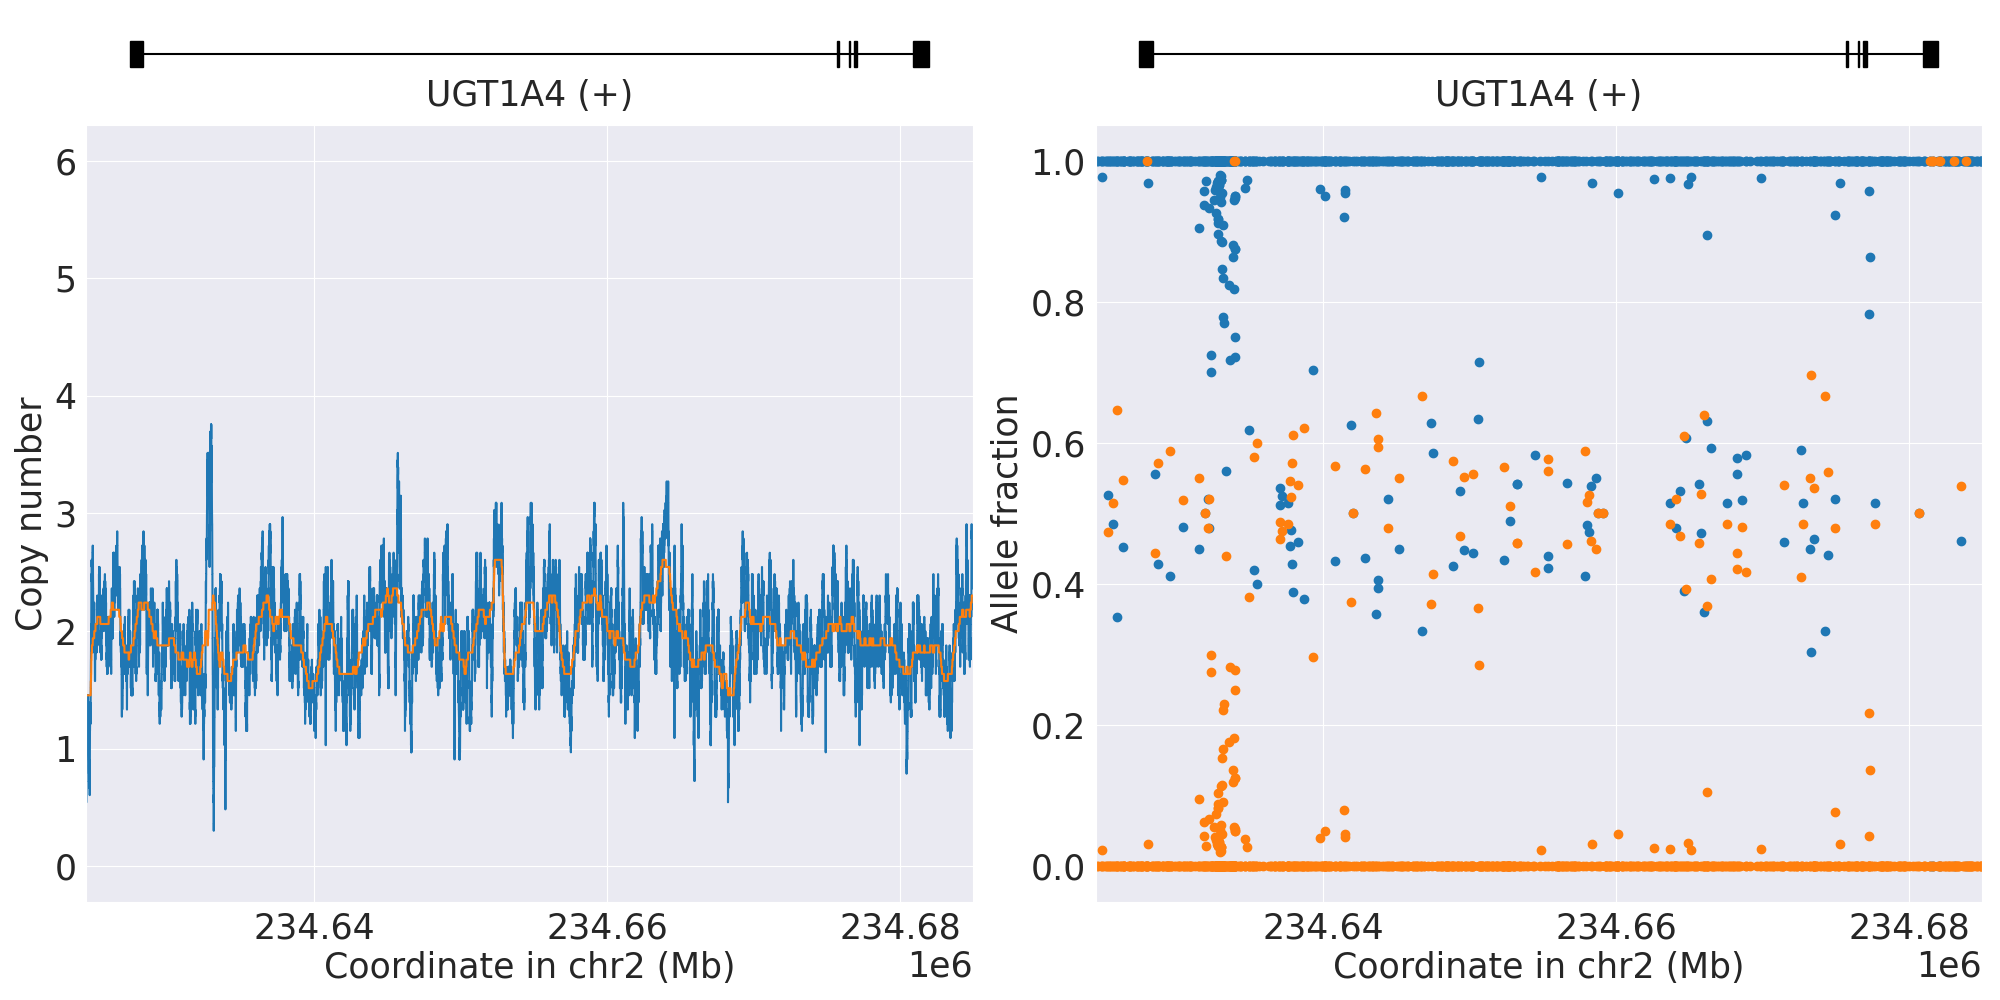 UGT1A4 (+)
6
5
4
3
2
1
0
Copy number
234.64 234.66 234.68
1e6
Coordinate in chr2 (Mb)
UGT1A4 (+)
1.0
0.8
0.6
0.4
0.2
0.0
Allele fraction
234.64 234.66 234.68
1e6
Coordinate in chr2 (Mb)